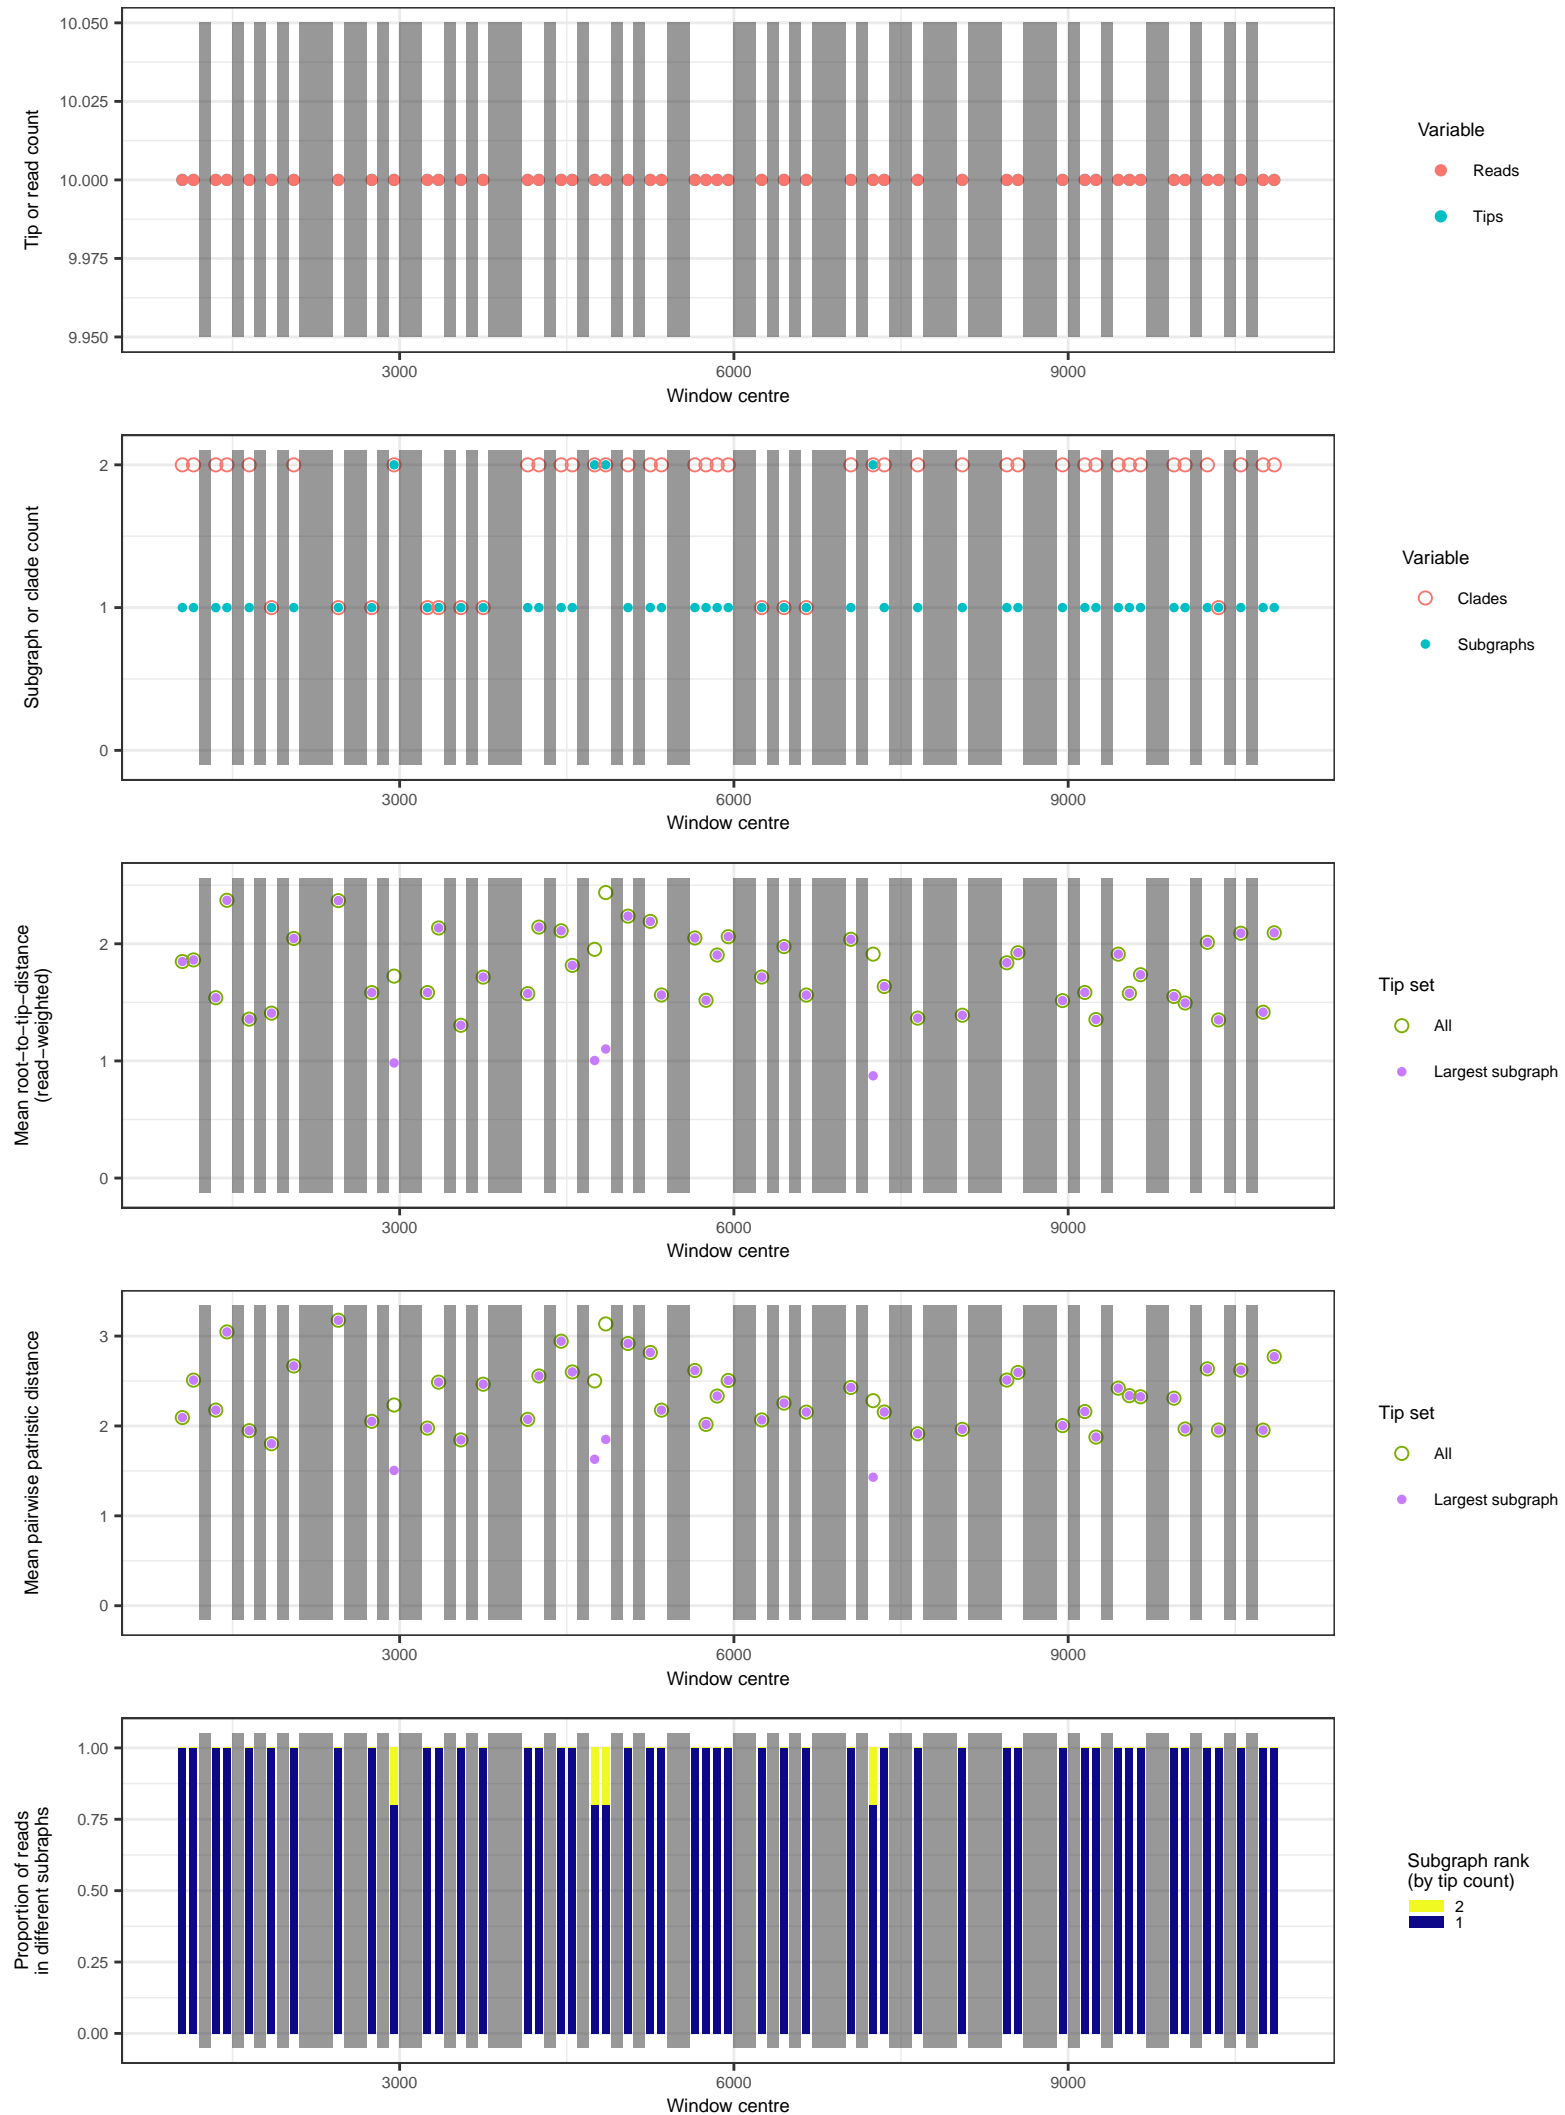 10.050
10.025
10.000
9.975
9.950
Tip or read count
3000
6000
9000
Window centre
Variable
Reads
Tips
2
1
0
Subgraph or clade count
3000
6000
9000
Window centre
Variable
Clades
Subgraphs
2
1
0
Mean root−to−tip−distance
(read−weighted)
3000
6000
9000
Window centre
Tip set
All
Largest subgraph
3
2
1
0
Mean pairwise patristic distance
3000
6000
9000
Window centre
Tip set
All
Largest subgraph
1.00
0.75
0.50
0.25
0.00
Proportion of reads
in different subraphs
3000
6000
9000
Window centre
Subgraph rank
(by tip count)
2
1